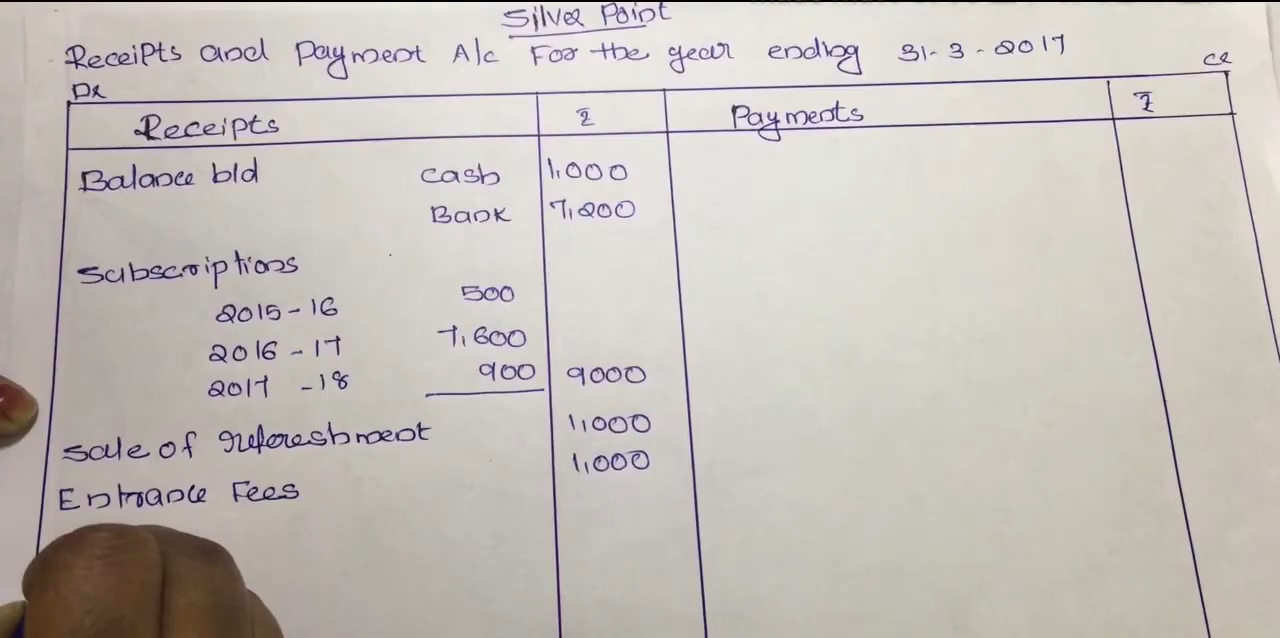 Silver Point
Receipts and Payment A/c For the year ending 31-3-2017
Dr Cr
Receipts ₹ Payments ₹
Balance b/d cash 1,000
Bank 7,200
Subscriptions
2015-16 500
2016-17 7,600
2017-18 900 9000
Sale of refreshment 1,000
Entrance Fees 1,000